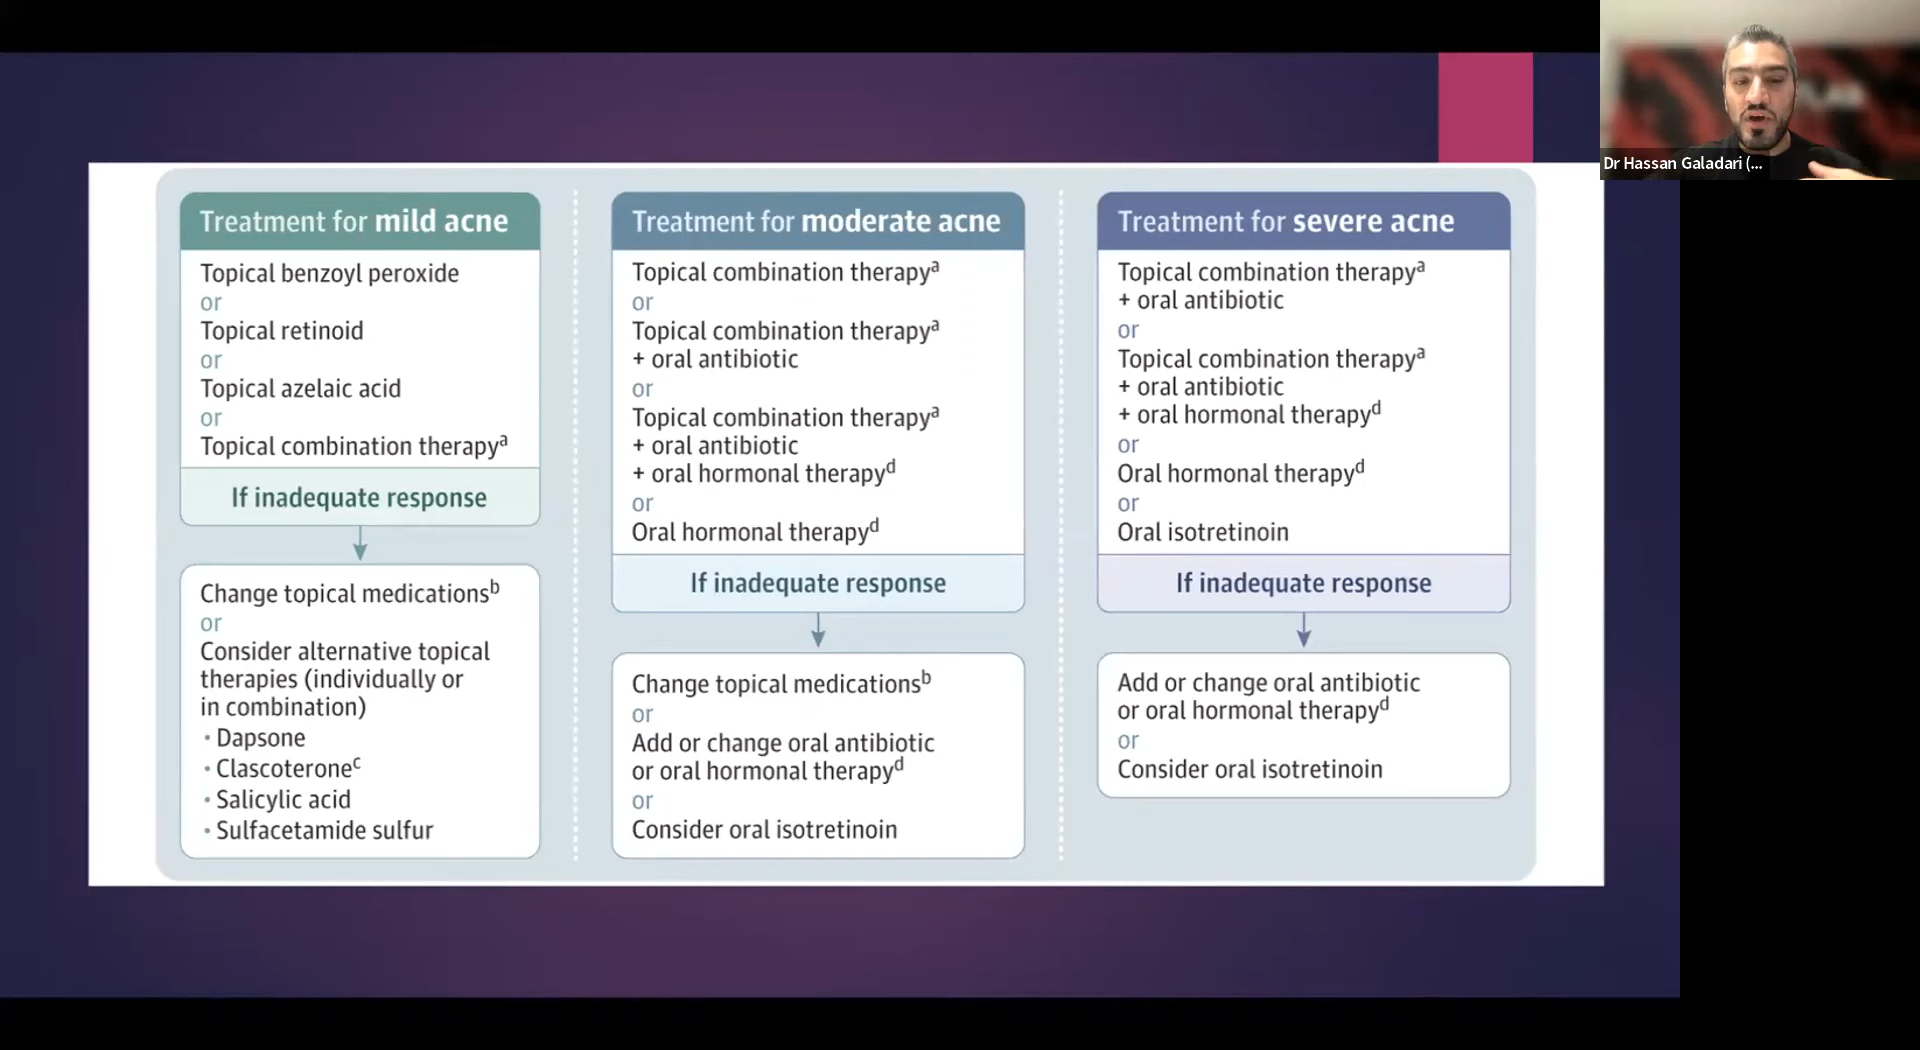 Treatment for mild acne
Topical benzoyl peroxide
or
Topical retinoid
or
Topical azelaic acid
or
Topical combination therapyᵃ
If inadequate response
Change topical medicationsᵇ
or
Consider alternative topical
therapies (individually or
in combination)
• Dapsone
• Clascoteroneᶜ
• Salicylic acid
• Sulfacetamide sulfur
Treatment for moderate acne
Topical combination therapyᵃ
or
Topical combination therapyᵃ
+ oral antibiotic
or
Topical combination therapyᵃ
+ oral antibiotic
+ oral hormonal therapyᵈ
or
Oral hormonal therapyᵈ
If inadequate response
Change topical medicationsᵇ
or
Add or change oral antibiotic
or oral hormonal therapyᵈ
or
Consider oral isotretinoin
Treatment for severe acne
Topical combination therapyᵃ
+ oral antibiotic
or
Topical combination therapyᵃ
+ oral antibiotic
+ oral hormonal therapyᵈ
or
Oral hormonal therapyᵈ
or
Oral isotretinoin
If inadequate response
Add or change oral antibiotic
or oral hormonal therapyᵈ
or
Consider oral isotretinoin
Dr Hassan Galadari (...